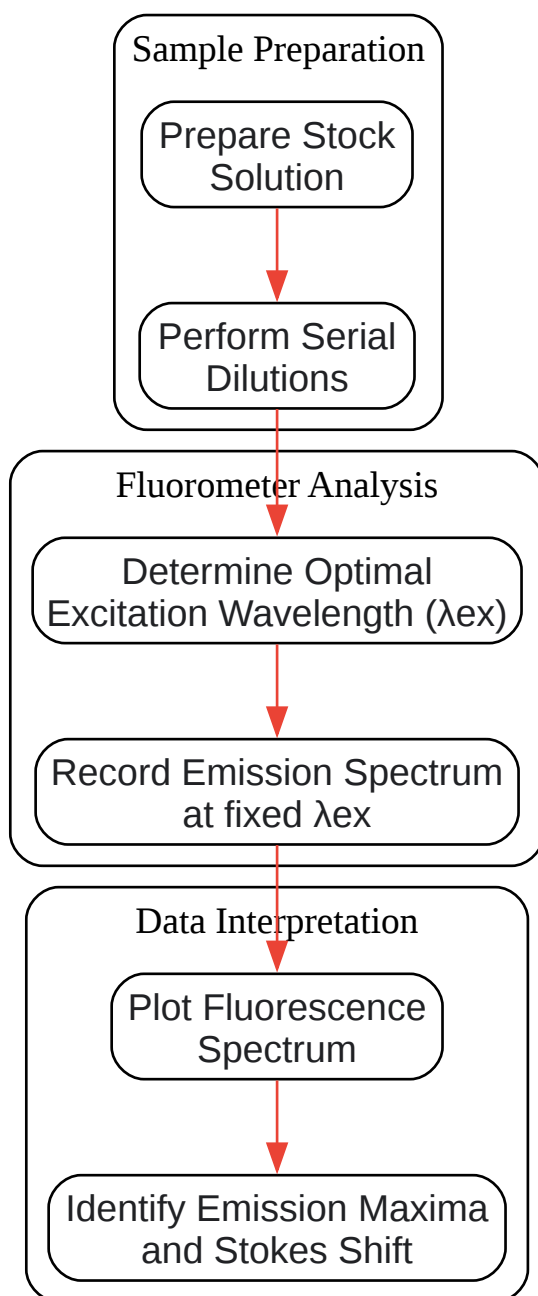 Sample Preparation
Prepare Stock
Solution
Perform Serial
Dilutions
Fluorometer Analysis
Determine Optimal
Excitation Wavelength (λex)
Record Emission Spectrum
at fixed λex
Data Interpretation
Plot Fluorescence
Spectrum
Identify Emission Maxima
and Stokes Shift